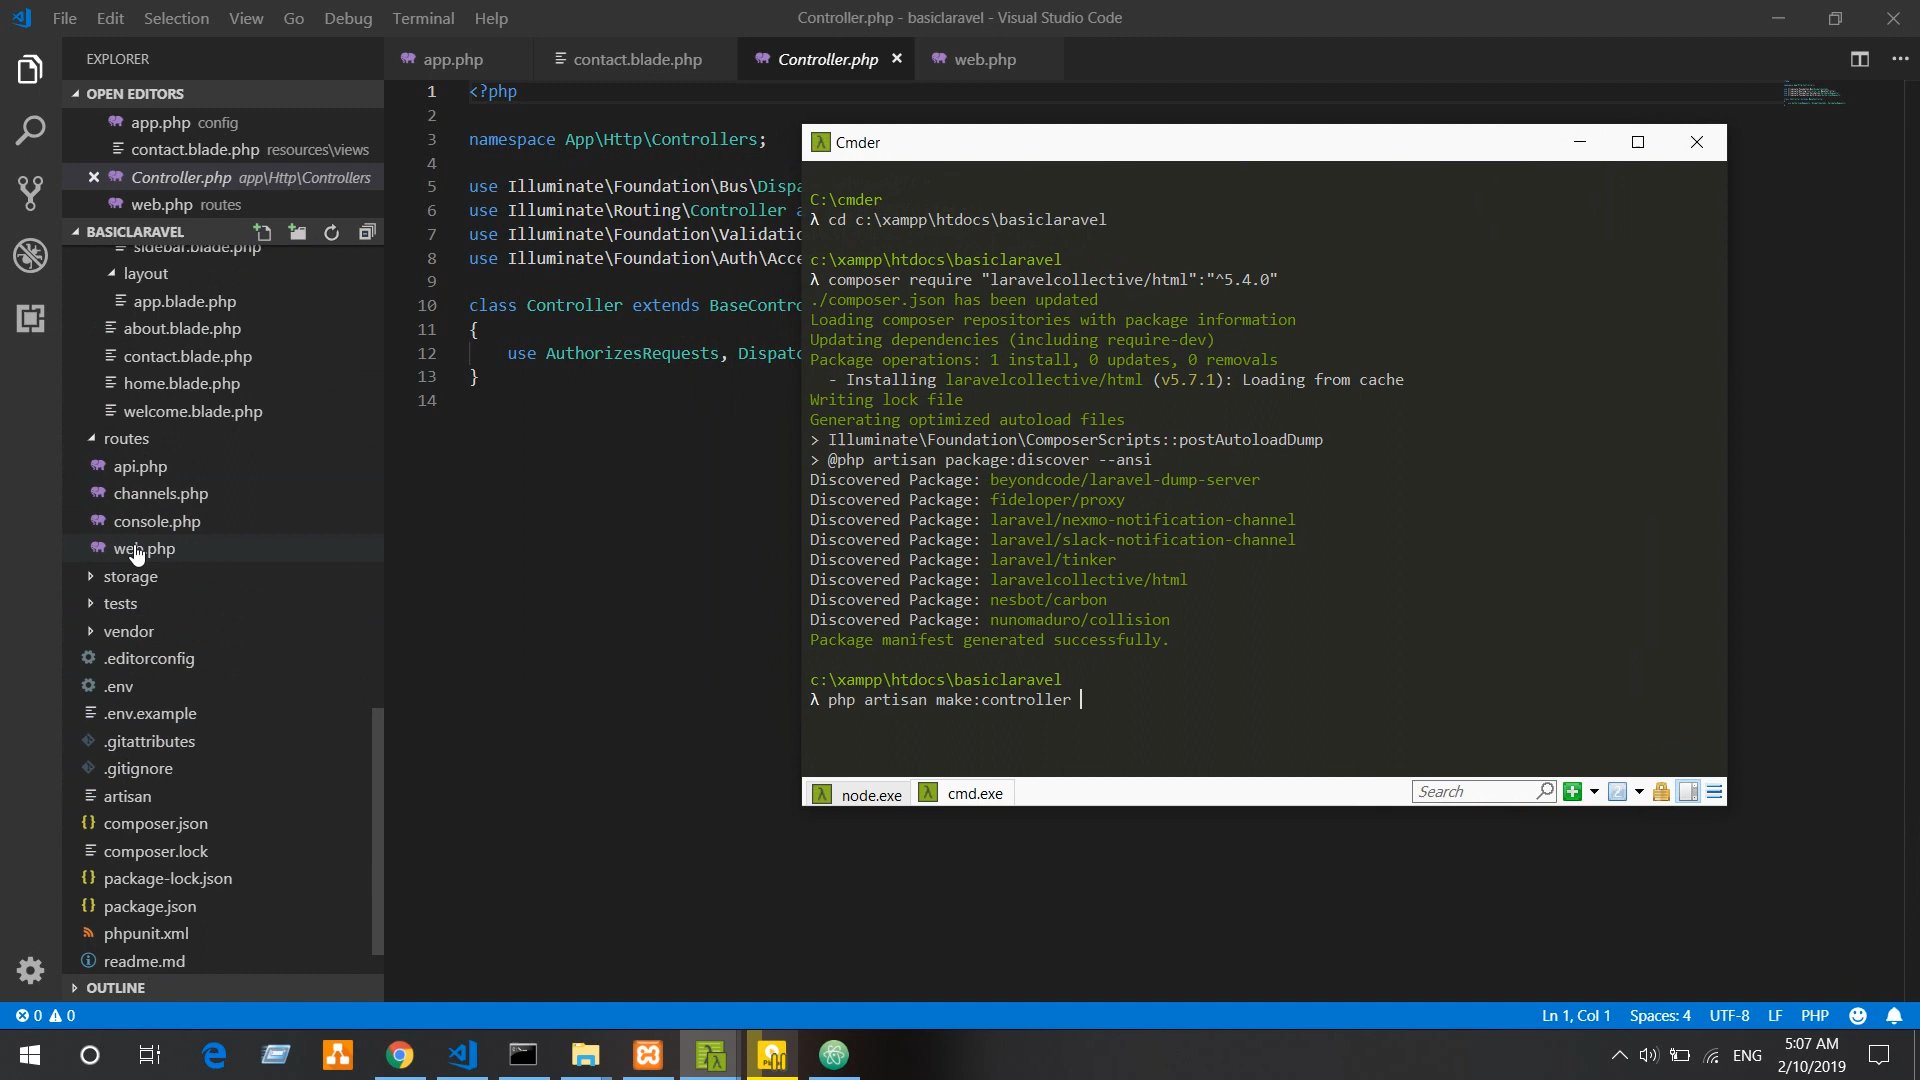 File Edit Selection View Go Debug Terminal Help
Controller.php - basiclaravel - Visual Studio Code
EXPLORER
OPEN EDITORS
app.php config
contact.blade.php resources\views
Controller.php app\Http\Controllers
web.php routes
BASICLARAVEL
sidebar.blade.php
layout
app.blade.php
about.blade.php
contact.blade.php
home.blade.php
welcome.blade.php
routes
api.php
channels.php
console.php
web.php
storage
tests
vendor
.editorconfig
.env
.env.example
.gitattributes
.gitignore
artisan
composer.json
composer.lock
package-lock.json
package.json
phpunit.xml
readme.md
OUTLINE
app.php contact.blade.php Controller.php web.php
1 <?php
2
3 namespace App\Http\Controllers;
4
5 use Illuminate\Foundation\Bus\Dispa
6 use Illuminate\Routing\Controller a
7 use Illuminate\Foundation\Validatio
8 use Illuminate\Foundation\Auth\Acce
9
10 class Controller extends BaseContro
11 {
12 use AuthorizesRequests, Dispatc
13 }
14
Cmder
C:\cmder
λ cd c:\xampp\htdocs\basiclaravel
c:\xampp\htdocs\basiclaravel
λ composer require "laravelcollective/html":"^5.4.0"
./composer.json has been updated
Loading composer repositories with package information
Updating dependencies (including require-dev)
Package operations: 1 install, 0 updates, 0 removals
- Installing laravelcollective/html (v5.7.1): Loading from cache
Writing lock file
Generating optimized autoload files
> Illuminate\Foundation\ComposerScripts::postAutoloadDump
> @php artisan package:discover --ansi
Discovered Package: beyondcode/laravel-dump-server
Discovered Package: fideloper/proxy
Discovered Package: laravel/nexmo-notification-channel
Discovered Package: laravel/slack-notification-channel
Discovered Package: laravel/tinker
Discovered Package: laravelcollective/html
Discovered Package: nesbot/carbon
Discovered Package: nunomaduro/collision
Package manifest generated successfully.
c:\xampp\htdocs\basiclaravel
λ php artisan make:controller
node.exe cmd.exe Search
0 0 Ln 1, Col 1 Spaces: 4 UTF-8 LF PHP
ENG
5:07 AM
2/10/2019